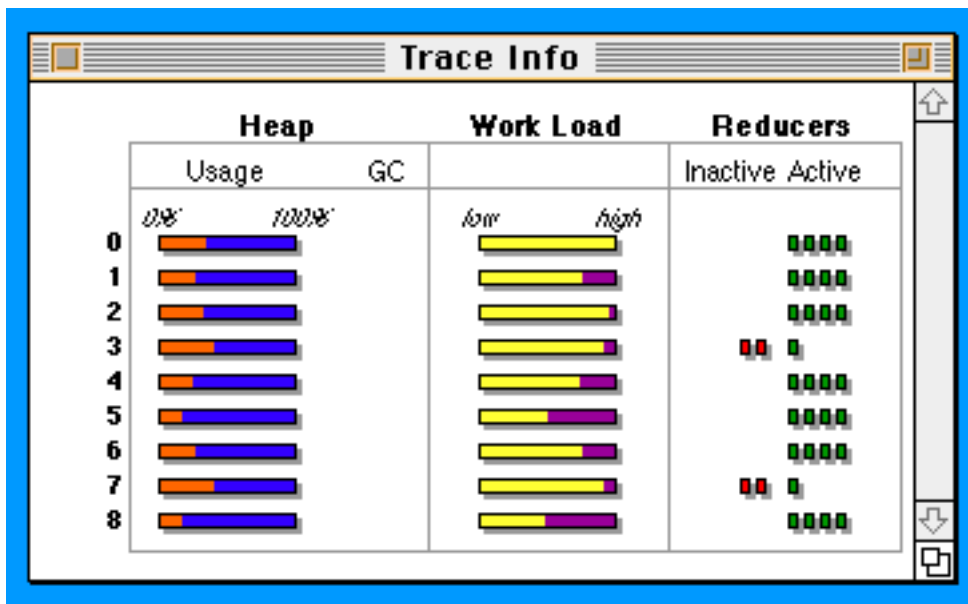 Trace Info
Heap Work Load Reducers
Usage GC Inactive Active
0% 100% low high
0
1
2
3
4
5
6
7
8